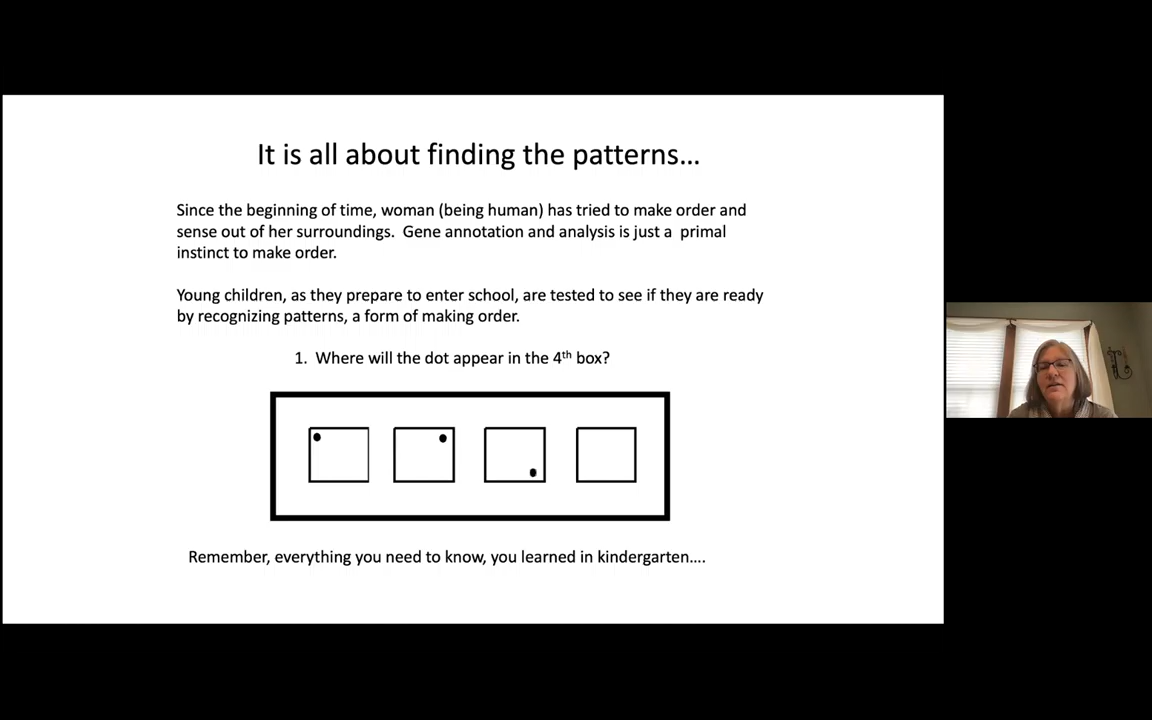 It is all about finding the patterns...
Since the beginning of time, woman (being human) has tried to make order and
sense out of her surroundings.  Gene annotation and analysis is just a  primal
instinct to make order.
Young children, as they prepare to enter school, are tested to see if they are ready
by recognizing patterns, a form of making order.
1.  Where will the dot appear in the 4th box?
Remember, everything you need to know, you learned in kindergarten....